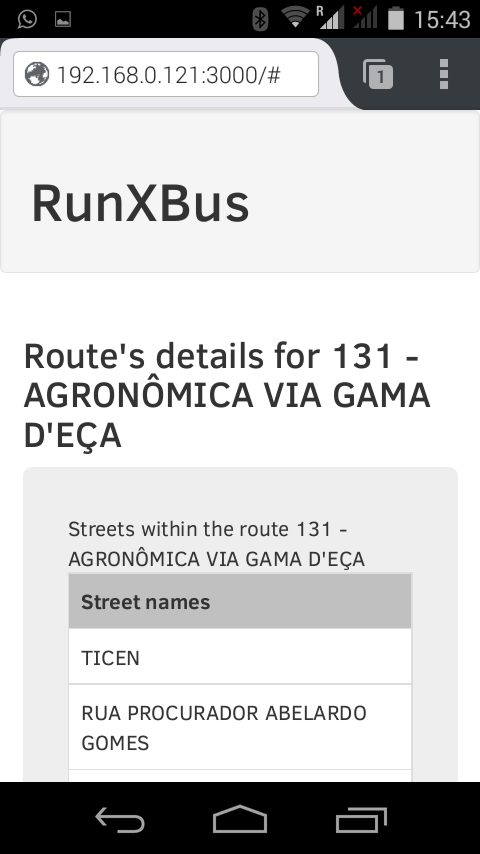 R
15:43
192.168.0.121:3000/#
1
RunXBus
Route's details for 131 -
AGRONÔMICA VIA GAMA
D'EÇA
Streets within the route 131 -
AGRONÔMICA VIA GAMA D'EÇA
Street names
TICEN
RUA PROCURADOR ABELARDO
GOMES